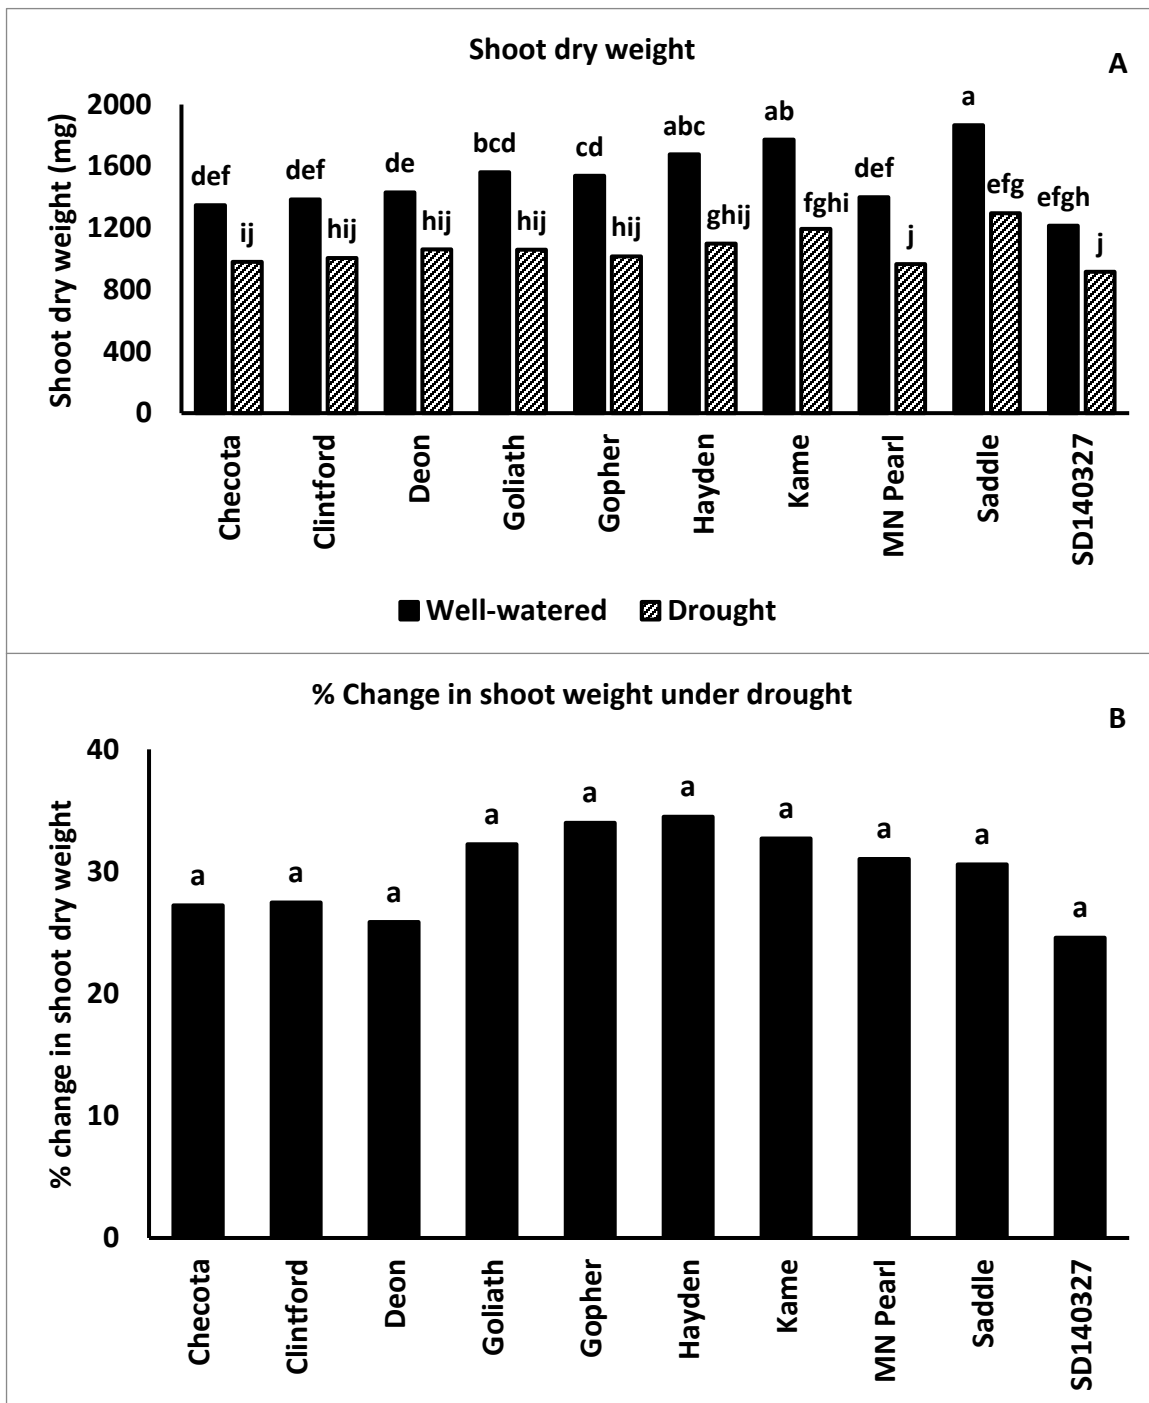 Shoot dry weight
A
Shoot dry weight (mg)
2000
1600
1200
800
400
0
def ij
def hij
de hij
bcd hij
cd hij
abc ghij
ab fghi
def j
a efg
efgh j
Checota
Clintford
Deon
Goliath
Gopher
Hayden
Kame
MN Pearl
Saddle
SD140327
Well-watered Drought
% Change in shoot weight under drought
B
% change in shoot dry weight
40
30
20
10
0
a a a a a a a a a a
Checota
Clintford
Deon
Goliath
Gopher
Hayden
Kame
MN Pearl
Saddle
SD140327